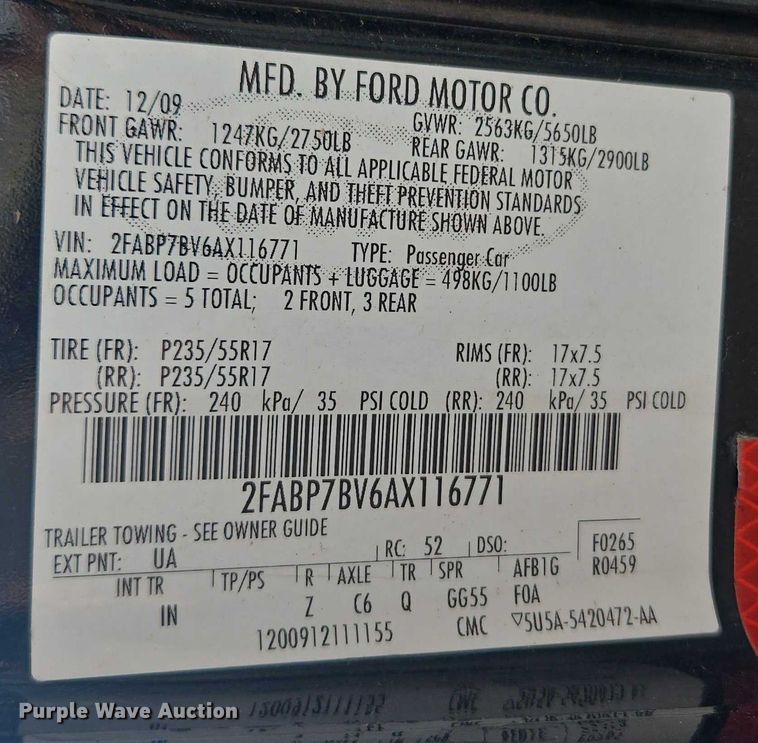 MFD. BY FORD MOTOR CO.
DATE: 12/09 GVWR: 2563KG/5650LB
FRONT GAWR: 1247KG/2750LB REAR GAWR: 1315KG/2900LB
THIS VEHICLE CONFORMS TO ALL APPLICABLE FEDERAL MOTOR
VEHICLE SAFETY, BUMPER, AND THEFT PREVENTION STANDARDS
IN EFFECT ON THE DATE OF MANUFACTURE SHOWN ABOVE.
VIN: 2FABP7BV6AX116771 TYPE: Passenger Car
MAXIMUM LOAD = OCCUPANTS + LUGGAGE = 498KG/1100LB
OCCUPANTS = 5 TOTAL; 2 FRONT, 3 REAR
TIRE (FR): P235/55R17 RIMS (FR): 17x7.5
(RR): P235/55R17 (RR): 17x7.5
PRESSURE (FR): 240 kPa/ 35 PSI COLD (RR): 240 kPa/ 35 PSI COLD
2FABP7BV6AX116771
TRAILER TOWING - SEE OWNER GUIDE
EXT PNT: UA RC: 52 DSO: F0265
INT TR TP/PS R AXLE TR SPR AFB1G R0459
IN Z C6 Q GG55 F0A
1200912111155 CMC ▽5U5A-5420472-AA
Purple Wave Auction